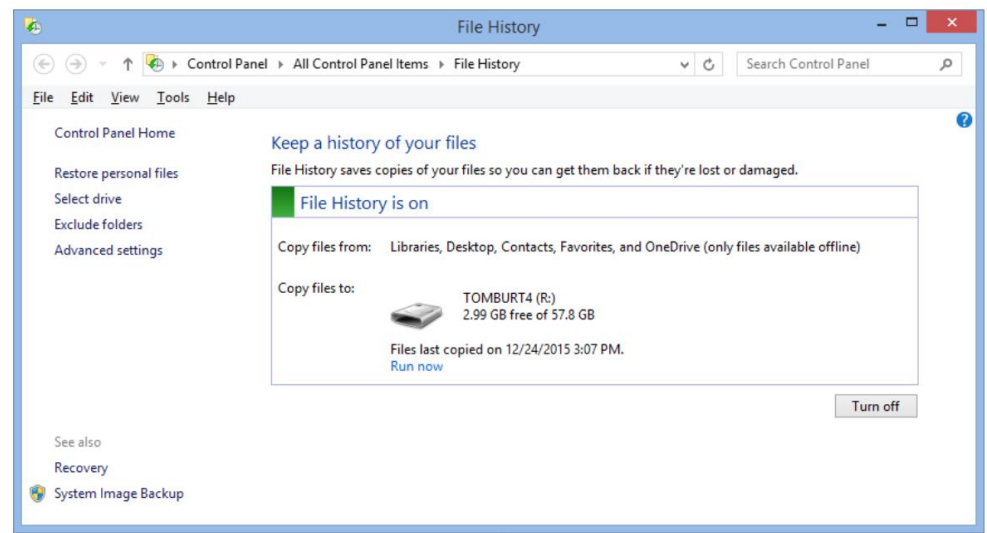 File History
Control Panel All Control Panel Items File History
Search Control Panel
File Edit View Tools Help
Control Panel Home
Restore personal files
Select drive
Exclude folders
Advanced settings
Keep a history of your files
File History saves copies of your files so you can get them back if they're lost or damaged.
File History is on
Copy files from: Libraries, Desktop, Contacts, Favorites, and OneDrive (only files available offline)
Copy files to:
TOMBURT4 (R:)
2.99 GB free of 57.8 GB
Files last copied on 12/24/2015 3:07 PM.
Run now
Turn off
See also
Recovery
System Image Backup